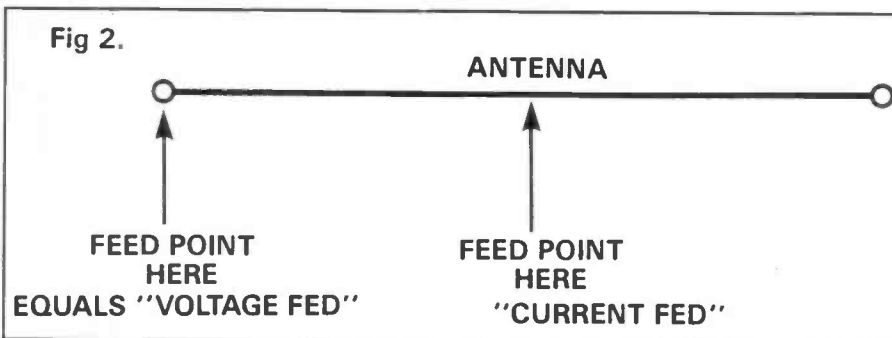 Fig 2.
ANTENNA
FEED POINT
HERE
EQUALS "VOLTAGE FED"
FEED POINT
HERE
"CURRENT FED"